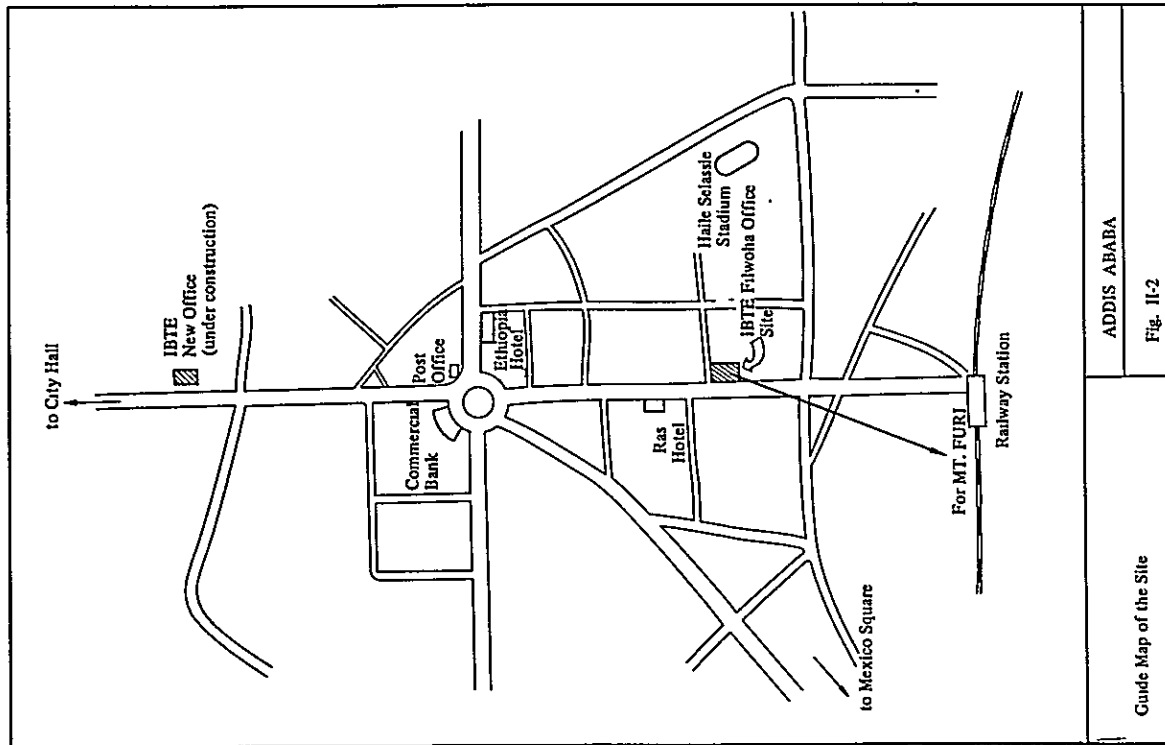 to City Hall
IBTE
New Office
(under construction)
Commercial
Bank
Post
Office
Ethiopia
Hotel
Ras
Hotel
Haile Selassie
Stadium
IBTE Filwoha Office
Site
For MT. FURI
Railway Station
to Mexico Square
Guide Map of the Site
ADDIS ABABA
Fig. II-2